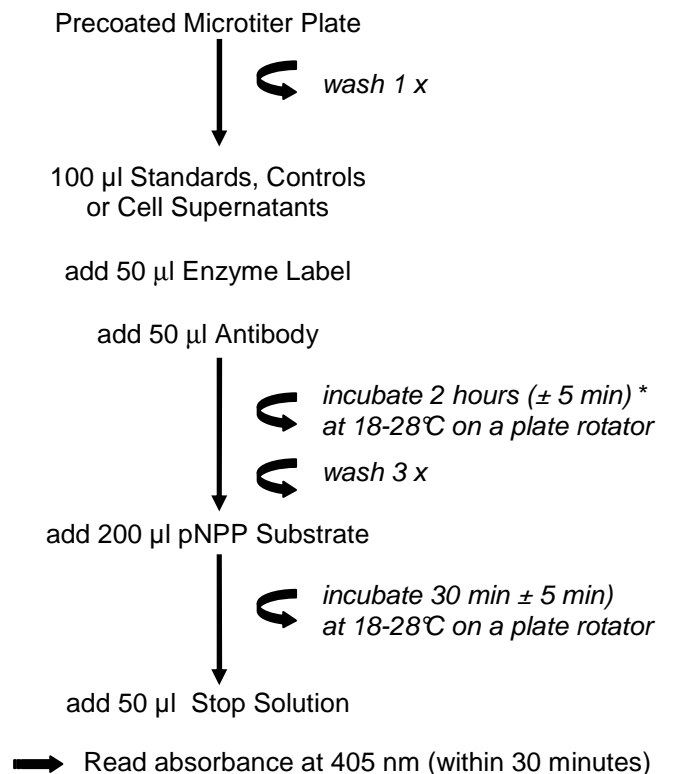 Precoated Microtiter Plate
wash 1 x
100 µl Standards, Controls
or Cell Supernatants
add 50 μl Enzyme Label
add 50 μl Antibody
incubate 2 hours (± 5 min) *
at 18-28°C on a plate rotator
wash 3 x
add 200 µl pNPP Substrate
incubate 30 min ± 5 min)
at 18-28°C on a plate rotator
add 50 µl  Stop Solution
Read absorbance at 405 nm (within 30 minutes)